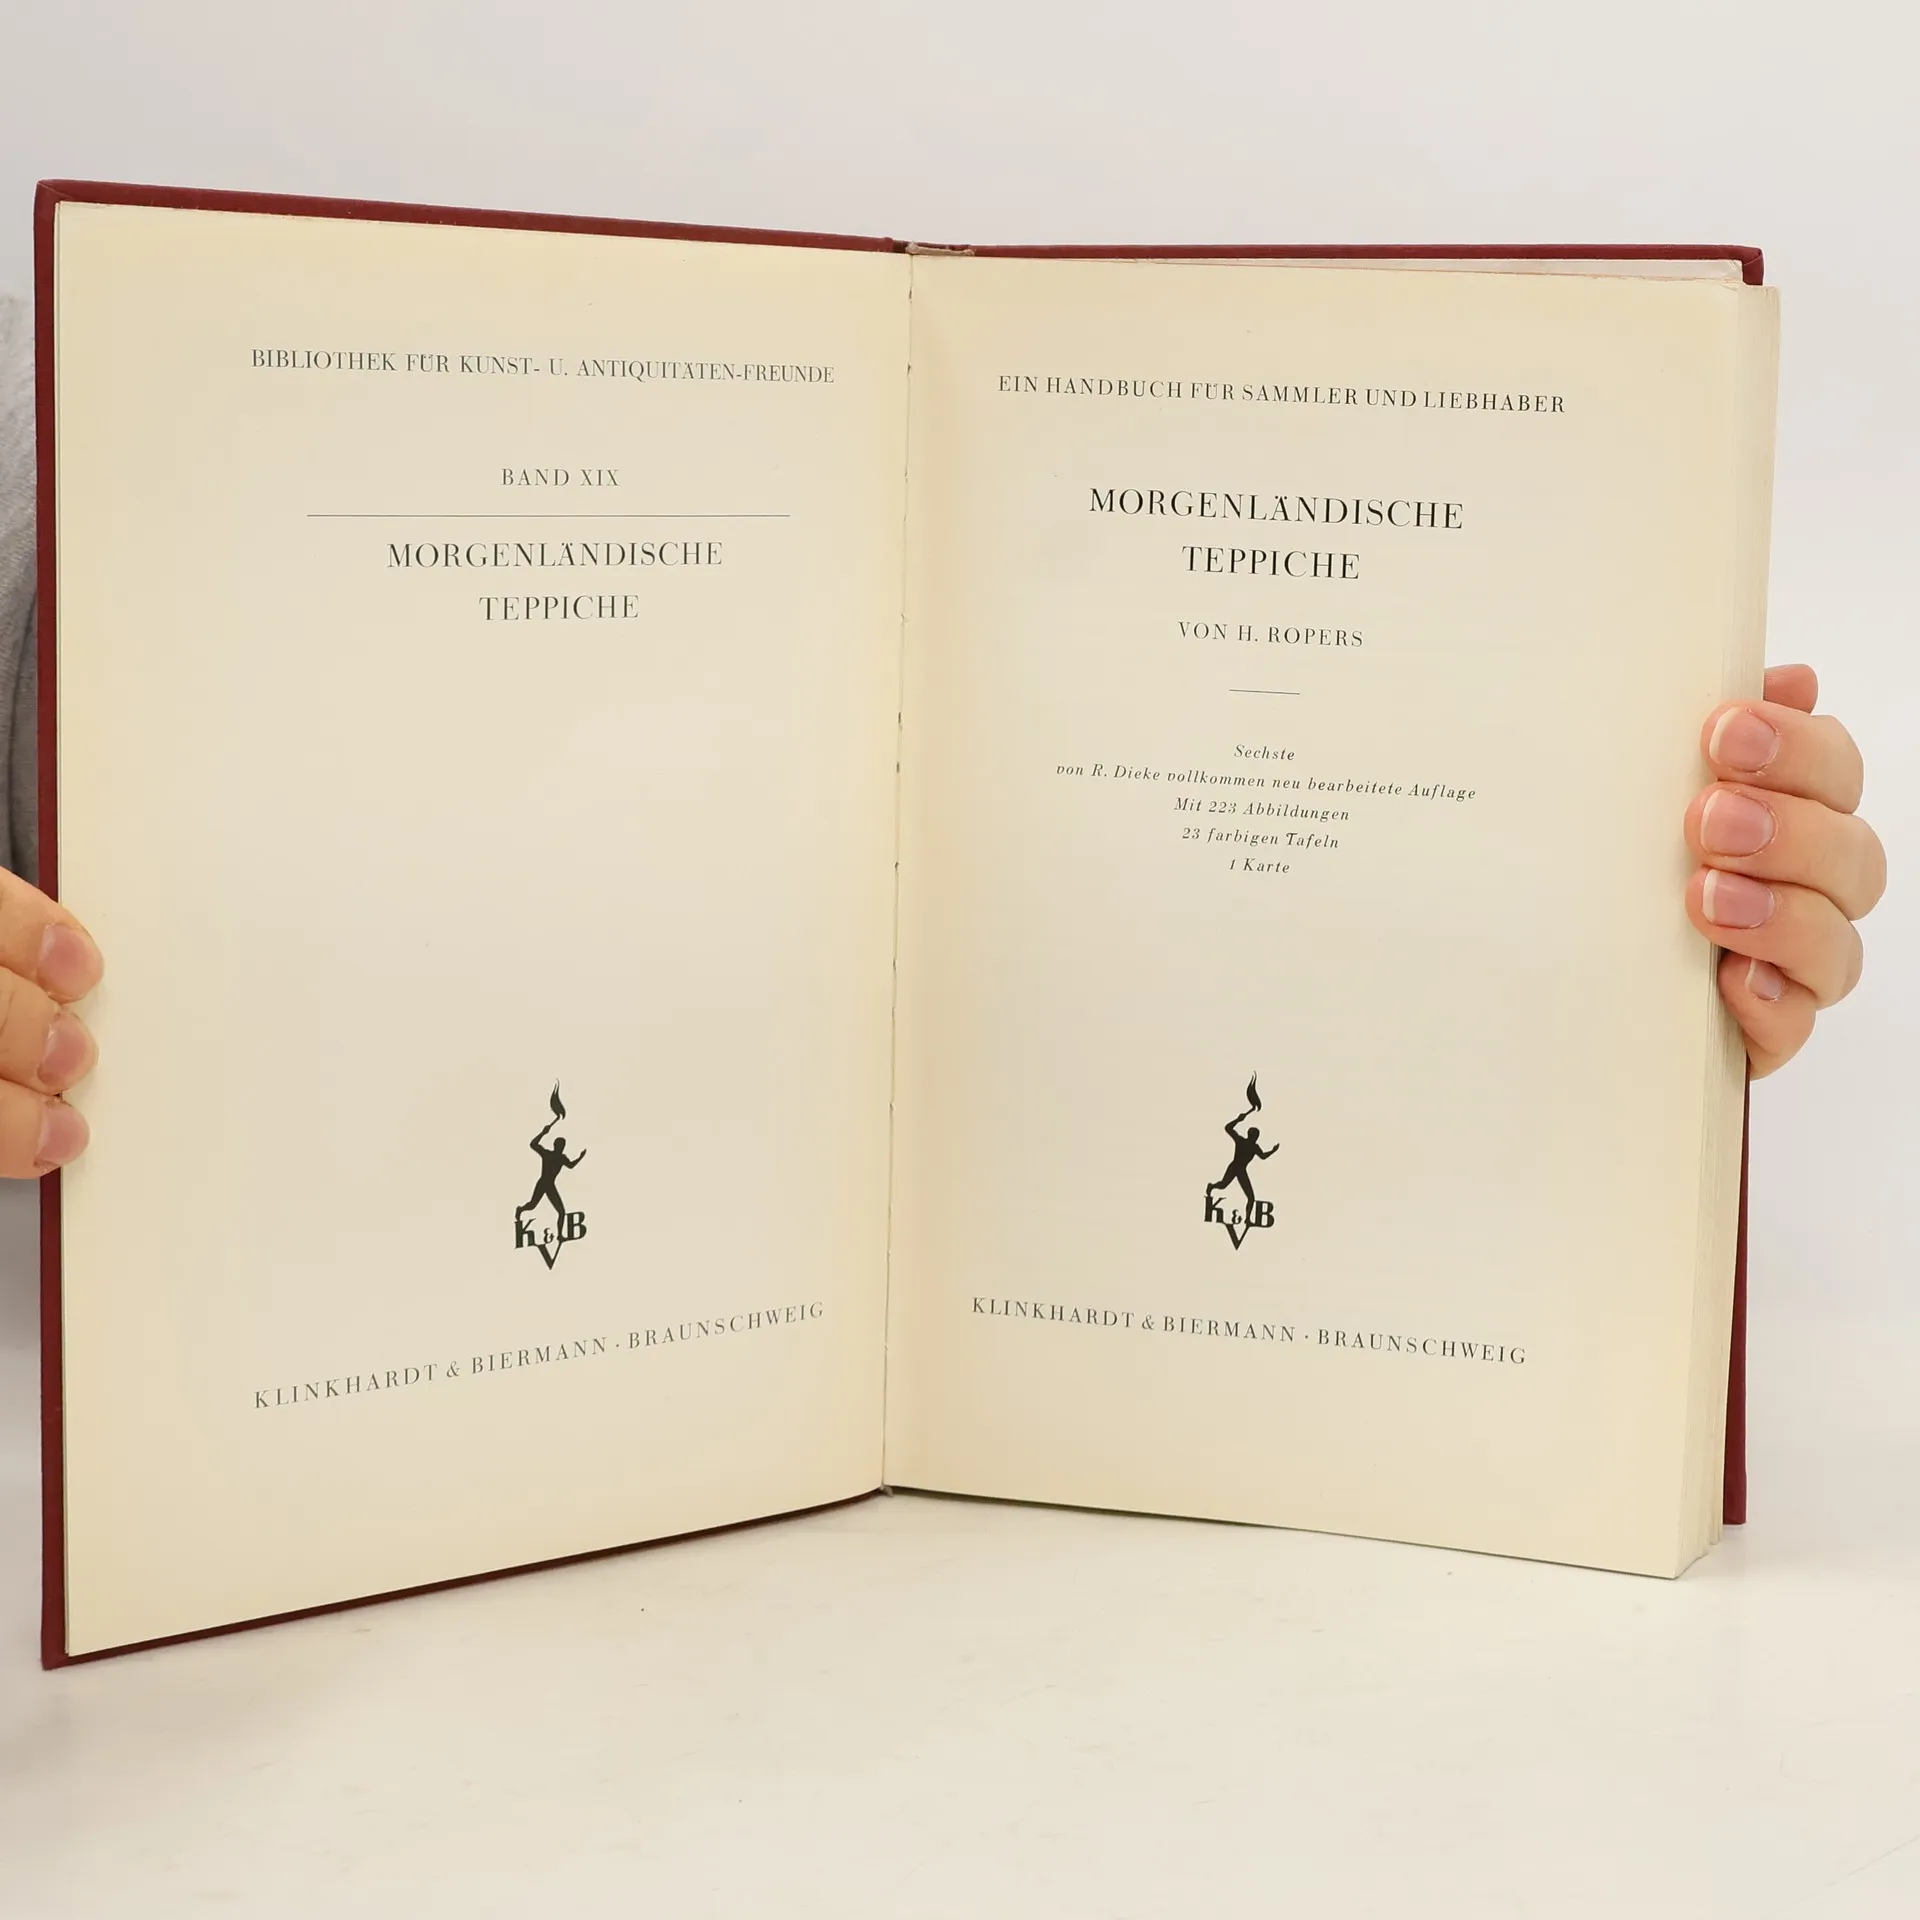 BIBLIOTHEK FÜR KUNST- U. ANTIQUITÄTEN-FREUNDE
BAND XIX
MORGENLÄNDISCHE
TEPPICHE
K & B
KLINKHARDT & BIERMANN · BRAUNSCHWEIG
EIN HANDBUCH FÜR SAMMLER UND LIEBHABER
MORGENLÄNDISCHE
TEPPICHE
VON H. ROPERS
Sechste
von R. Dieke vollkommen neu bearbeitete Auflage
Mit 223 Abbildungen
23 farbigen Tafeln
1 Karte
K & B
KLINKHARDT & BIERMANN · BRAUNSCHWEIG